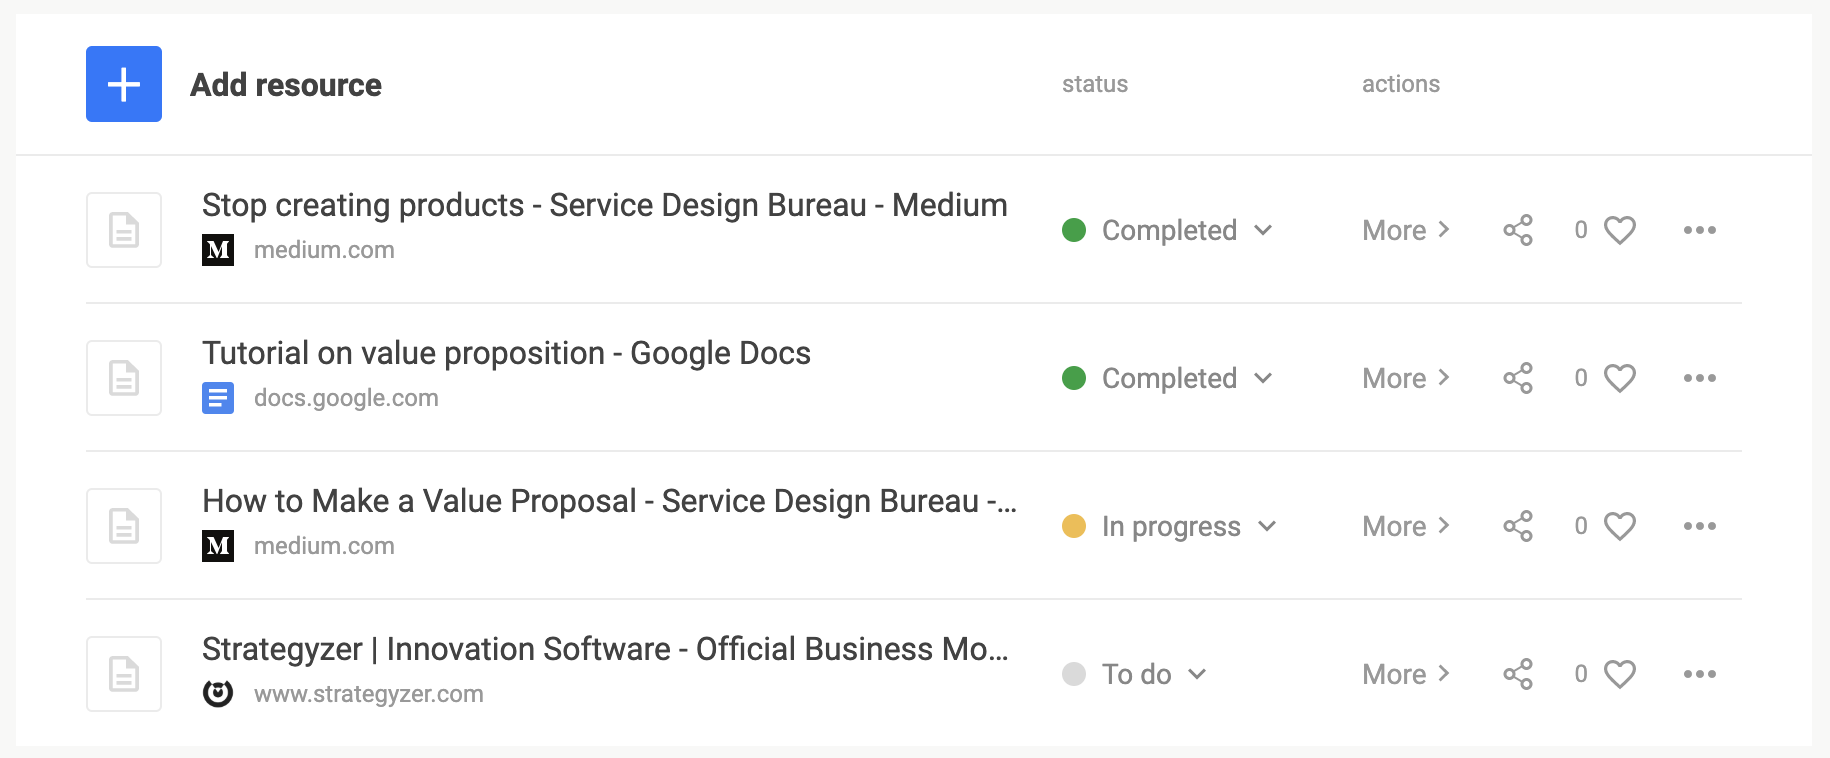 Add resource status actions
Stop creating products - Service Design Bureau - Medium
M medium.com
Completed More 0
Tutorial on value proposition - Google Docs
docs.google.com
Completed More 0
How to Make a Value Proposal - Service Design Bureau -...
M medium.com
In progress More 0
Strategyzer | Innovation Software - Official Business Mo...
www.strategyzer.com
To do More 0